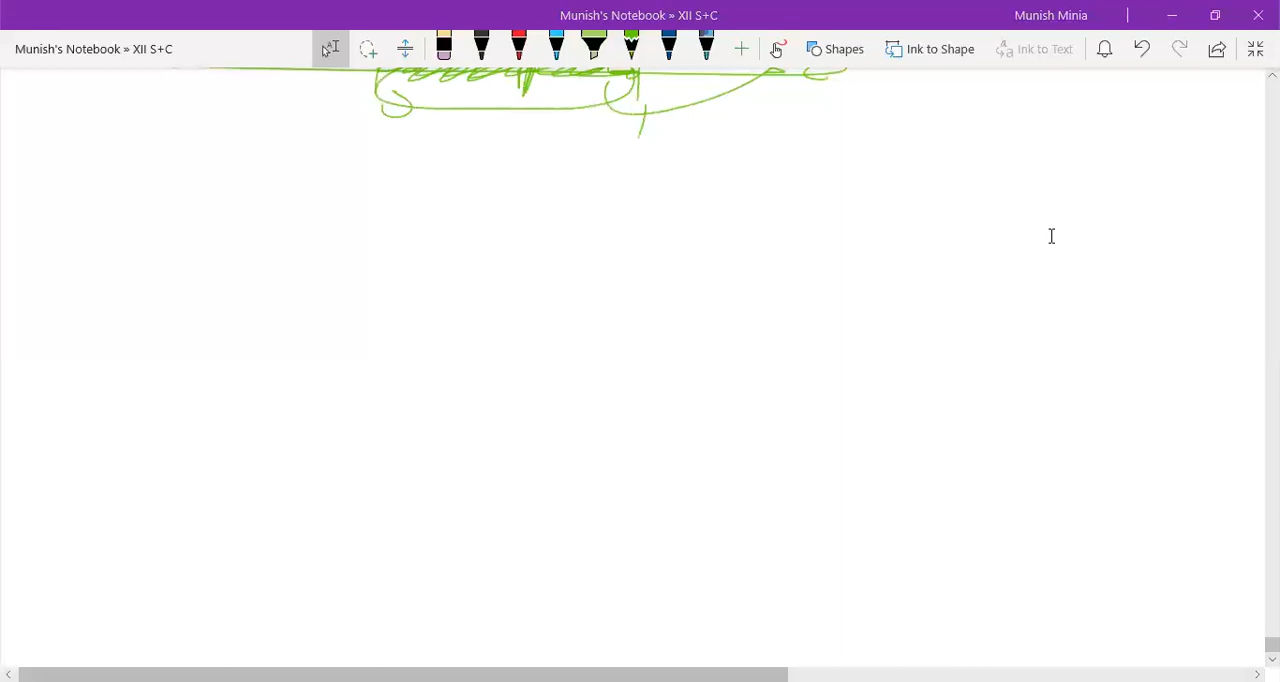 Munish's Notebook » XII S+C
Munish Minia
Munish's Notebook » XII S+C
Shapes
Ink to Shape
Ink to Text